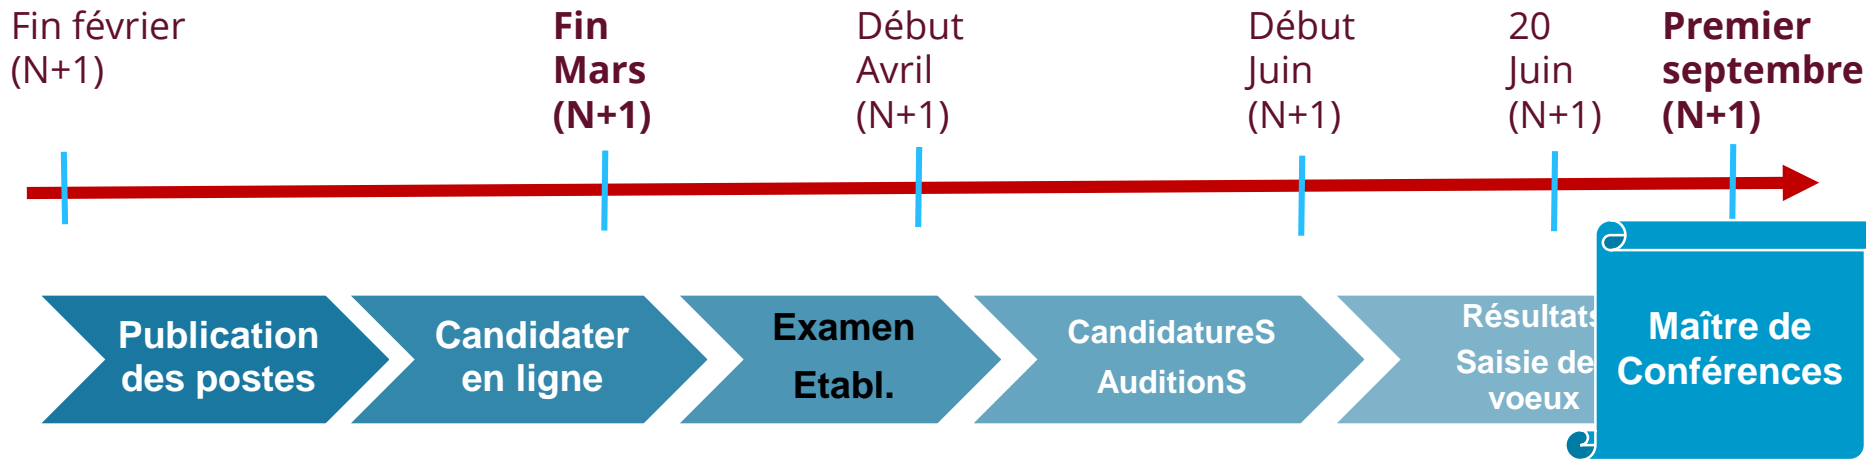 Fin février
(N+1)
Fin
Mars
(N+1)
Début
Avril
(N+1)
Début
Juin
(N+1)
20
Juin
(N+1)
Premier
septembre
(N+1)
Publication
des postes
Candidater
en ligne
Examen
Etabl.
CandidatureS
AuditionS
Résultats
Saisie de
voeux
Maître de
Conférences